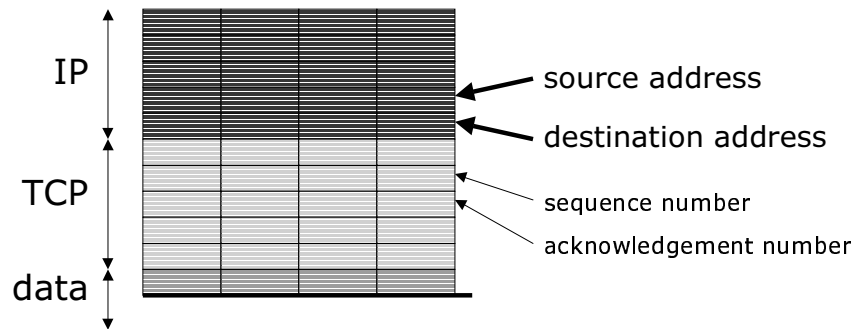 IP
source address
destination address
TCP
sequence number
acknowledgement number
data